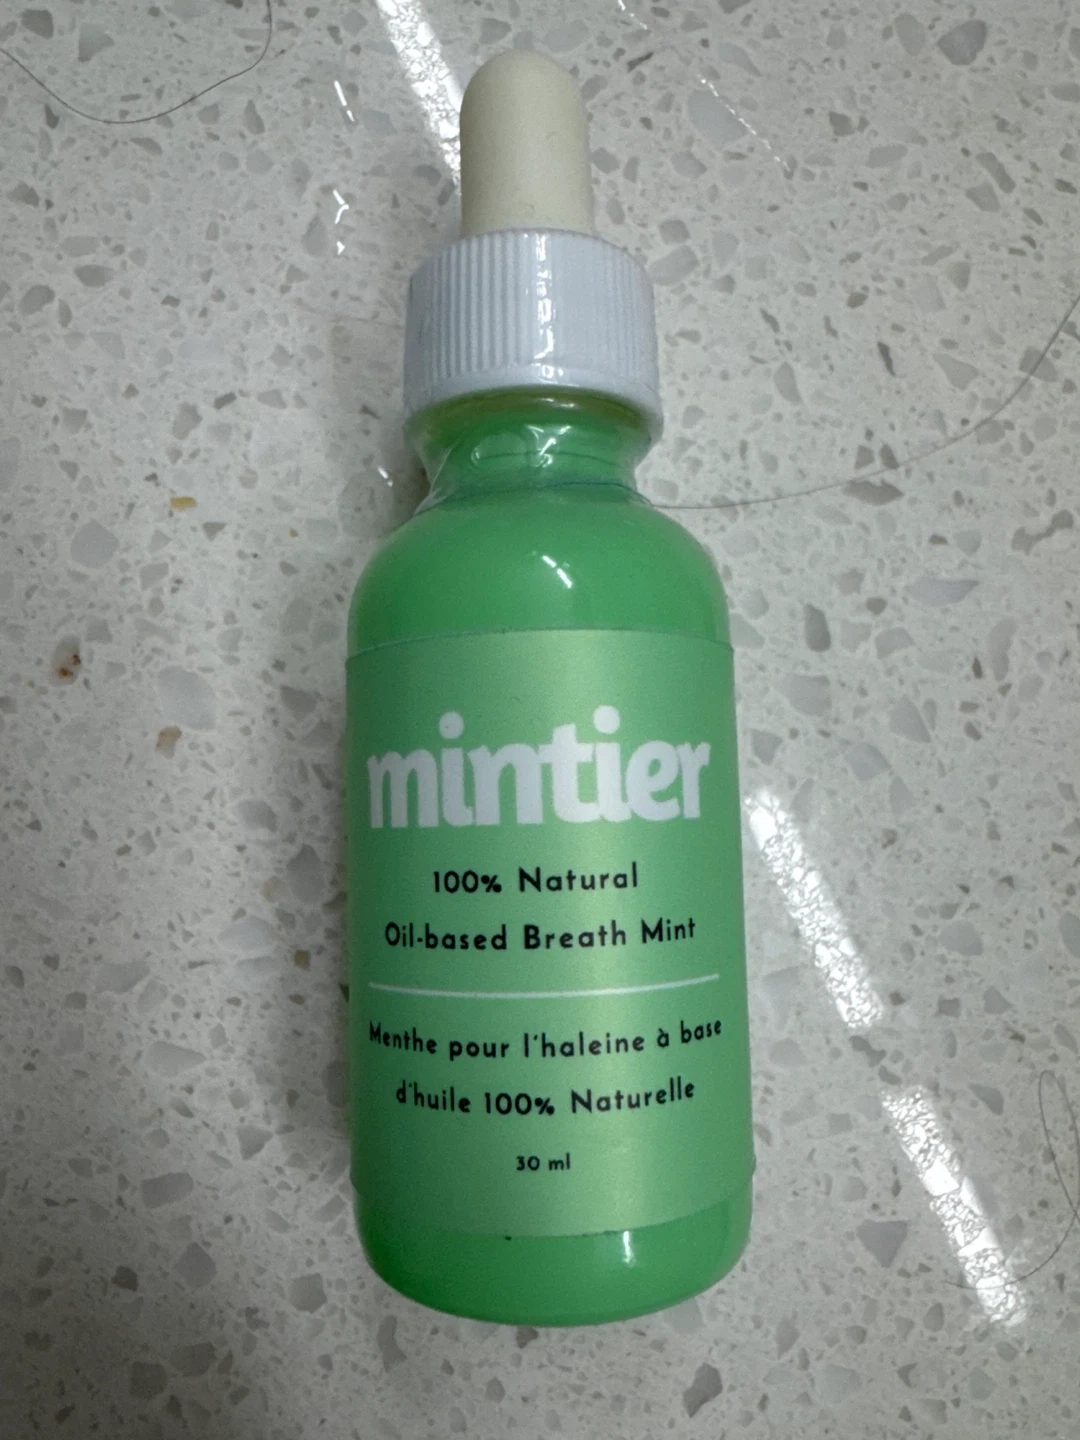 mintier
100% Natural
Oil-based Breath Mint
Menthe pour l'haleine à base
d'huile 100% Naturelle
30 ml